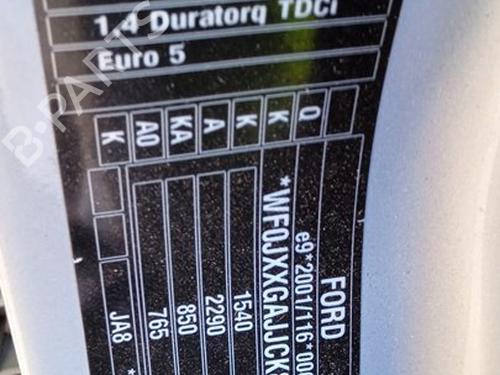 1.4 Duratorq TDCi
Euro 5
K
A0
KA
A
K
K
Q
FORD
e9*2001/116*00
*WF0JXXGAJJCK
1540
2290
850
765
JA8
B-PARTS